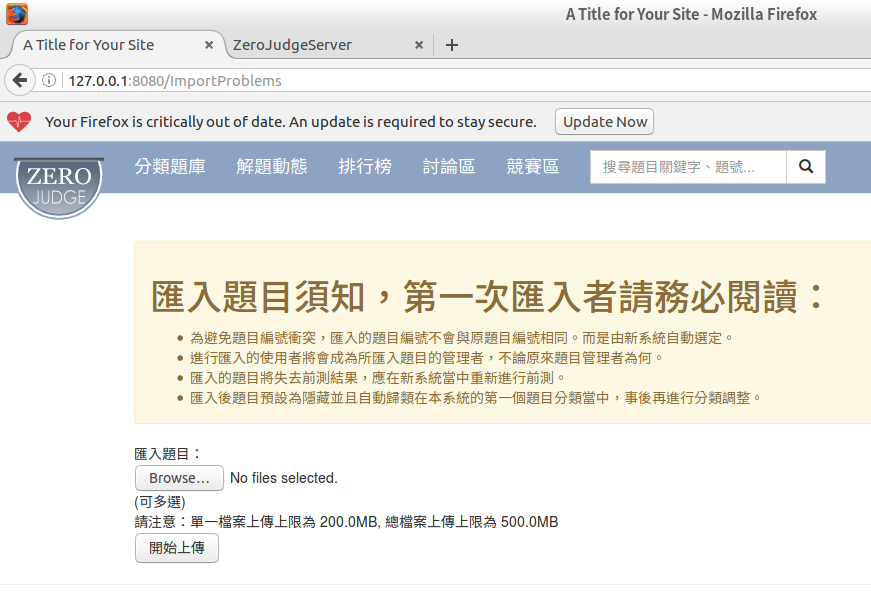 A Title for Your Site - Mozilla Firefox
A Title for Your Site × ZeroJudgeServer × +
127.0.0.1:8080/ImportProblems
Your Firefox is critically out of date. An update is required to stay secure. Update Now
ZERO JUDGE
分類題庫 解題動態 排行榜 討論區 競賽區 搜尋題目關鍵字、題號...
匯入題目須知，第一次匯入者請務必閱讀：
• 為避免題目編號衝突，匯入的題目編號不會與原題目編號相同。而是由新系統自動選定。
• 進行匯入的使用者將會成為所匯入題目的管理者，不論原來題目管理者為何。
• 匯入的題目將失去前測結果，應在新系統當中重新進行前測。
• 匯入後題目預設為隱藏並且自動歸類在本系統的第一個題目分類當中，事後再進行分類調整。
匯入題目：
Browse... No files selected.
(可多選)
請注意：單一檔案上傳上限為 200.0MB, 總檔案上傳上限為 500.0MB
開始上傳